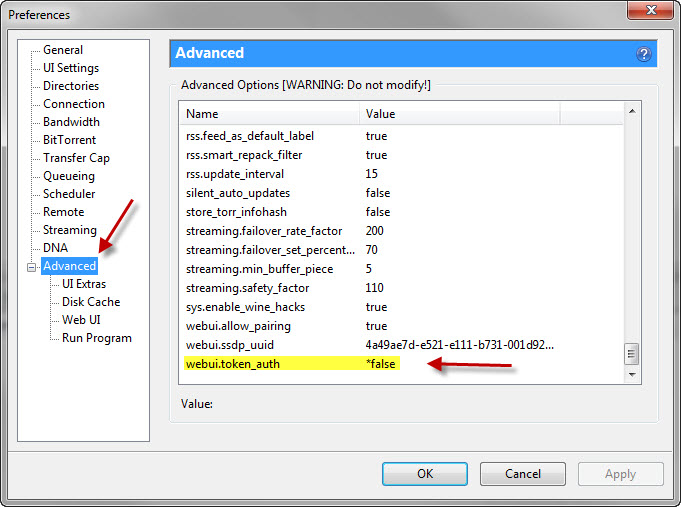 Preferences
General
UI Settings
Directories
Connection
Bandwidth
BitTorrent
Transfer Cap
Queueing
Scheduler
Remote
Streaming
DNA
Advanced
UI Extras
Disk Cache
Web UI
Run Program
Advanced
Advanced Options [WARNING: Do not modify!]
Name Value
rss.feed_as_default_label true
rss.smart_repack_filter true
rss.update_interval 15
silent_auto_updates false
store_torr_infohash false
streaming.failover_rate_factor 200
streaming.failover_set_percent... 70
streaming.min_buffer_piece 5
streaming.safety_factor 110
sys.enable_wine_hacks true
webui.allow_pairing true
webui.ssdp_uuid 4a49ae7d-e521-e111-b731-001d92...
webui.token_auth *false
Value:
OK Cancel Apply